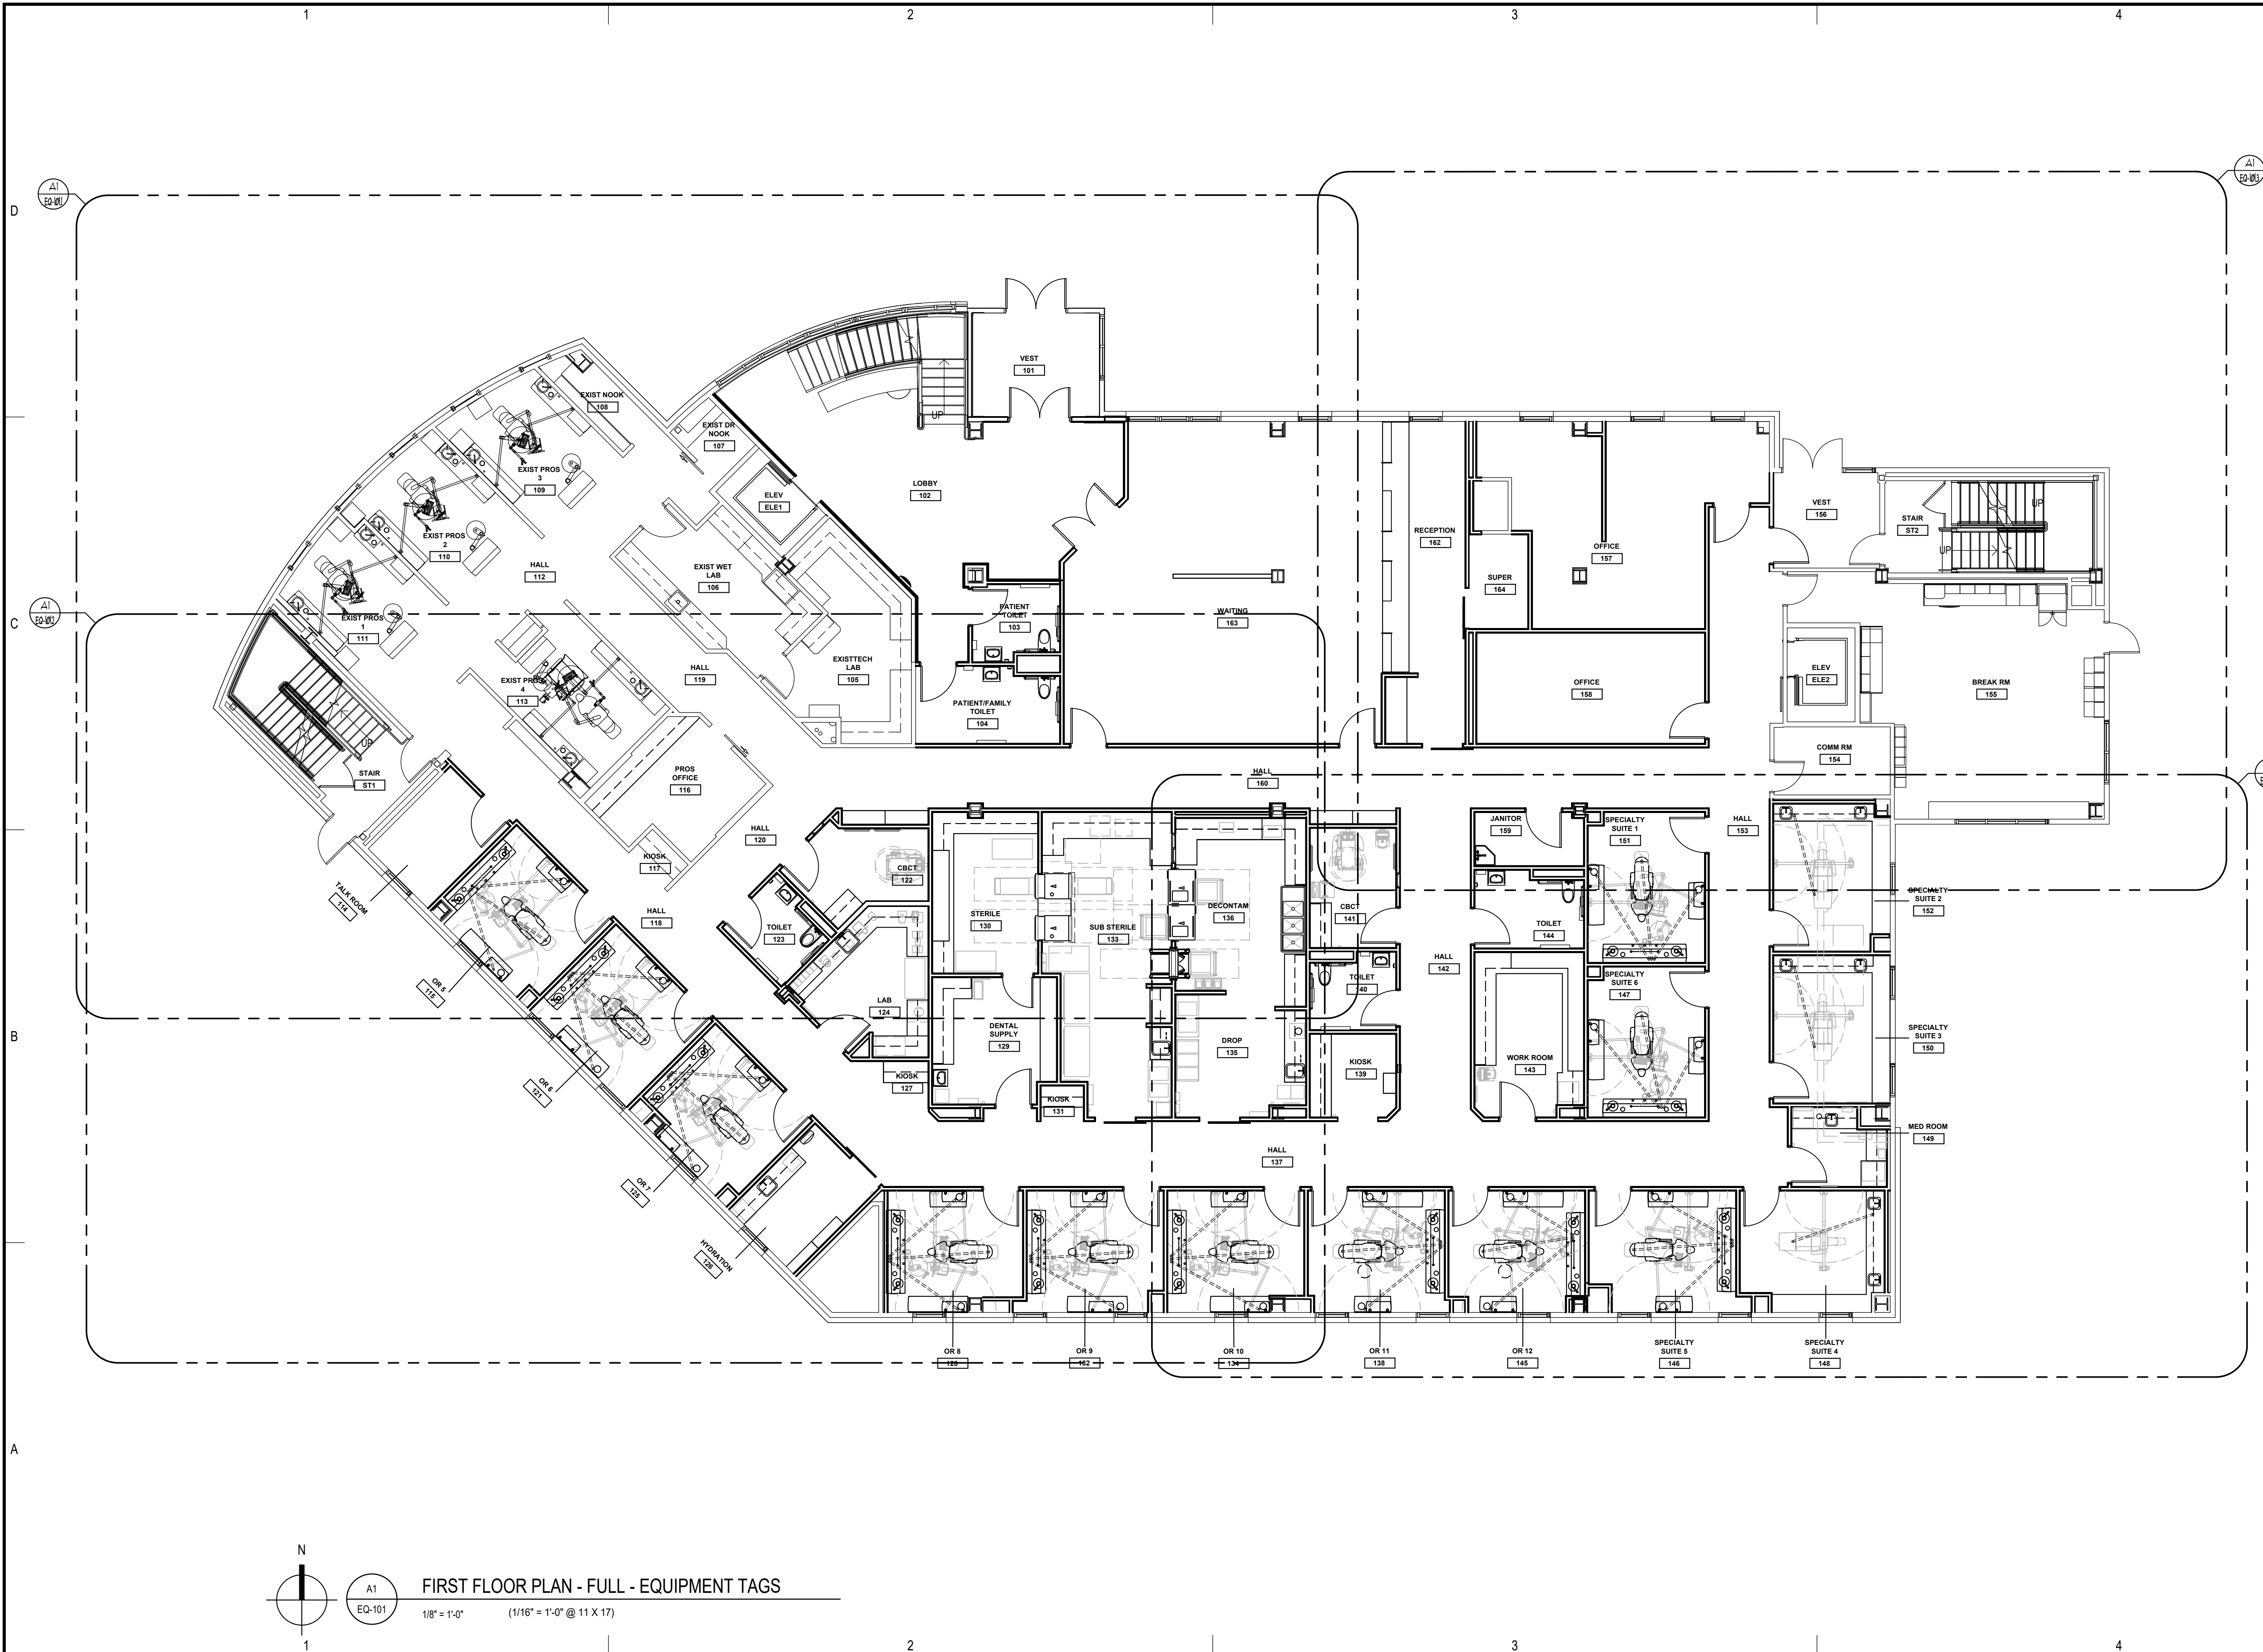 1
2
3
4
D
C
B
A
A1
EQ-101.1
A1
EQ-101.3
A1
EQ-101.2
VEST
101
EXIST NOOK
108
EXIST DR
NOOK
107
UP
EXIST PROS
3
109
ELEV
ELE1
LOBBY
102
EXIST PROS
2
110
HALL
112
EXIST WET
LAB
106
RECEPTION
162
OFFICE
157
VEST
156
STAIR
ST2
UP
UP
SUPER
164
EXIST PROS
1
111
PATIENT
TOILET
103
WAITING
163
EXIST PROS
4
113
HALL
119
EXISTTECH
LAB
105
PATIENT/FAMILY
TOILET
104
OFFICE
158
ELEV
ELE2
BREAK RM
155
UP
STAIR
ST1
PROS
OFFICE
116
HALL
160
COMM RM
154
TALK ROOM
114
KIOSK
117
HALL
120
CBCT
122
JANITOR
159
SPECIALTY
SUITE 1
151
HALL
153
HALL
118
TOILET
123
STERILE
130
SUB STERILE
133
DECONTAM
136
CBCT
141
TOILET
144
SPECIALTY
SUITE 2
152
OR 5
115
LAB
124
DENTAL
SUPPLY
129
DROP
135
TOILET
140
HALL
142
SPECIALTY
SUITE 6
147
SPECIALTY
SUITE 3
150
OR 6
121
KIOSK
127
KIOSK
131
KIOSK
139
WORK ROOM
143
MED ROOM
149
OR 7
125
HALL
137
HYDRATION
126
OR 8
128
OR 9
132
OR 10
134
OR 11
138
OR 12
145
SPECIALTY
SUITE 5
146
SPECIALTY
SUITE 4
148
N
A1
EQ-101
FIRST FLOOR PLAN - FULL - EQUIPMENT TAGS
1/8" = 1'-0" (1/16" = 1'-0" @ 11 X 17)
1
2
3
4